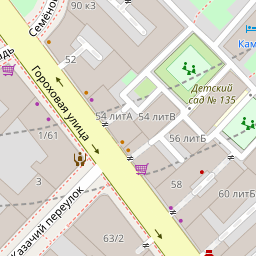 90 к3
Семёно
52
Кам
Гороховая улица
Детский
сад № 135
54 литА
54 литВ
1/61
56 литБ
3
58
60 литБ
Казачий переулок
63/2